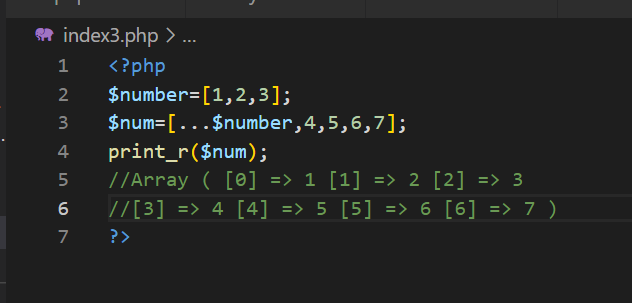 index3.php > ...
1 <?php
2 $number=[1,2,3];
3 $num=[...$number,4,5,6,7];
4 print_r($num);
5 //Array ( [0] => 1 [1] => 2 [2] => 3
6 //[3] => 4 [4] => 5 [5] => 6 [6] => 7 )
7 ?>